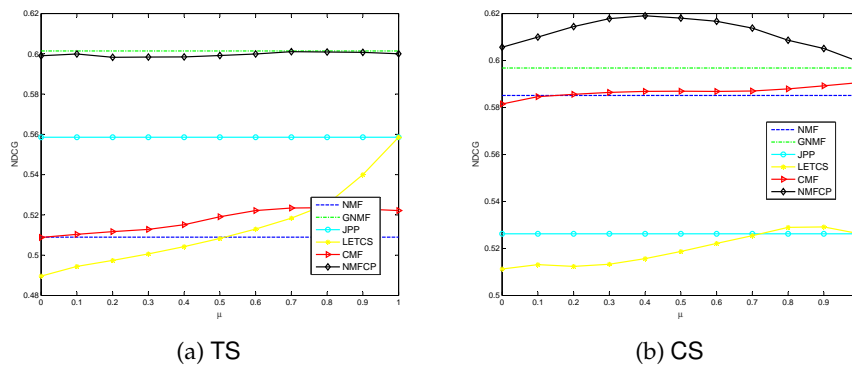 0.62
0.6
0.58
0.56
0.54
0.52
0.5
0.48
NDCG
0 0.1 0.2 0.3 0.4 0.5 0.6 0.7 0.8 0.9 1
μ
NMF
GNMF
JPP
LETCS
CMF
NMFCP
(a) TS
0.62
0.6
0.58
0.56
0.54
0.52
0.5
NDCG
0 0.1 0.2 0.3 0.4 0.5 0.6 0.7 0.8 0.9
μ
NMF
GNMF
JPP
LETCS
CMF
NMFCP
(b) CS